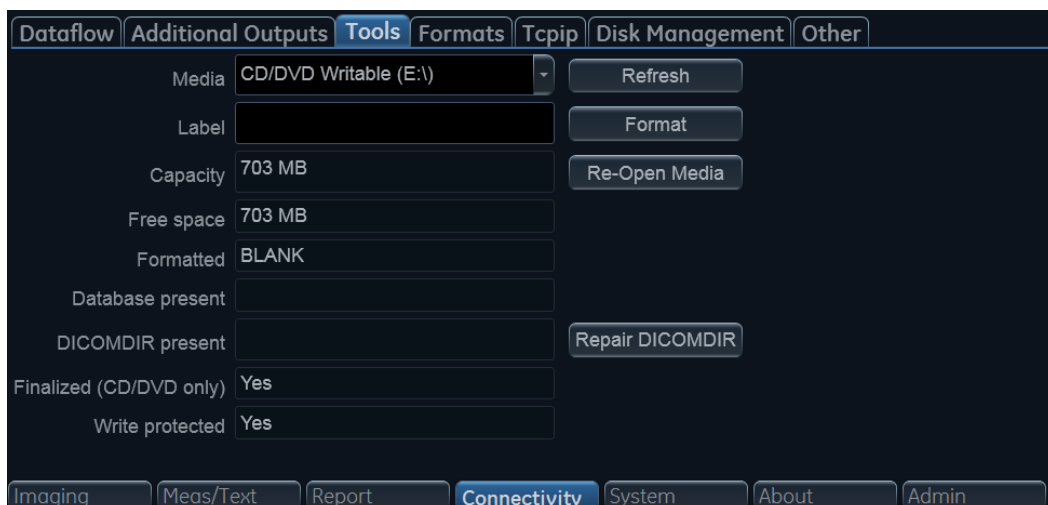 Dataflow Additional Outputs Tools Formats Tcpip Disk Management Other
Media CD/DVD Writable (E:\) Refresh
Label Format
Capacity 703 MB Re-Open Media
Free space 703 MB
Formatted BLANK
Database present
DICOMDIR present Repair DICOMDIR
Finalized (CD/DVD only) Yes
Write protected Yes
Imaging Meas/Text Report Connectivity System About Admin